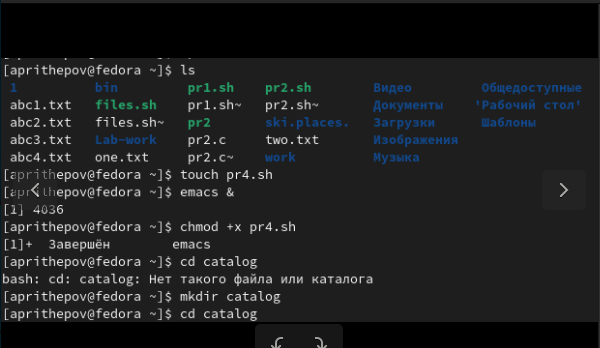 [aprithepov@fedora ~]$ ls
1 bin pr1.sh pr2.sh Видео Общедоступные
abc1.txt files.sh pr1.sh~ pr2.sh~ Документы 'Рабочий стол'
abc2.txt files.sh~ pr2 ski.places. Загрузки Шаблоны
abc3.txt Lab-work pr2.c two.txt Изображения
abc4.txt one.txt pr2.c~ work Музыка
[aprithepov@fedora ~]$ touch pr4.sh
[aprithepov@fedora ~]$ emacs &
[1] 4036
[aprithepov@fedora ~]$ chmod +x pr4.sh
[1]+ Завершён emacs
[aprithepov@fedora ~]$ cd catalog
bash: cd: catalog: Нет такого файла или каталога
[aprithepov@fedora ~]$ mkdir catalog
[aprithepov@fedora ~]$ cd catalog